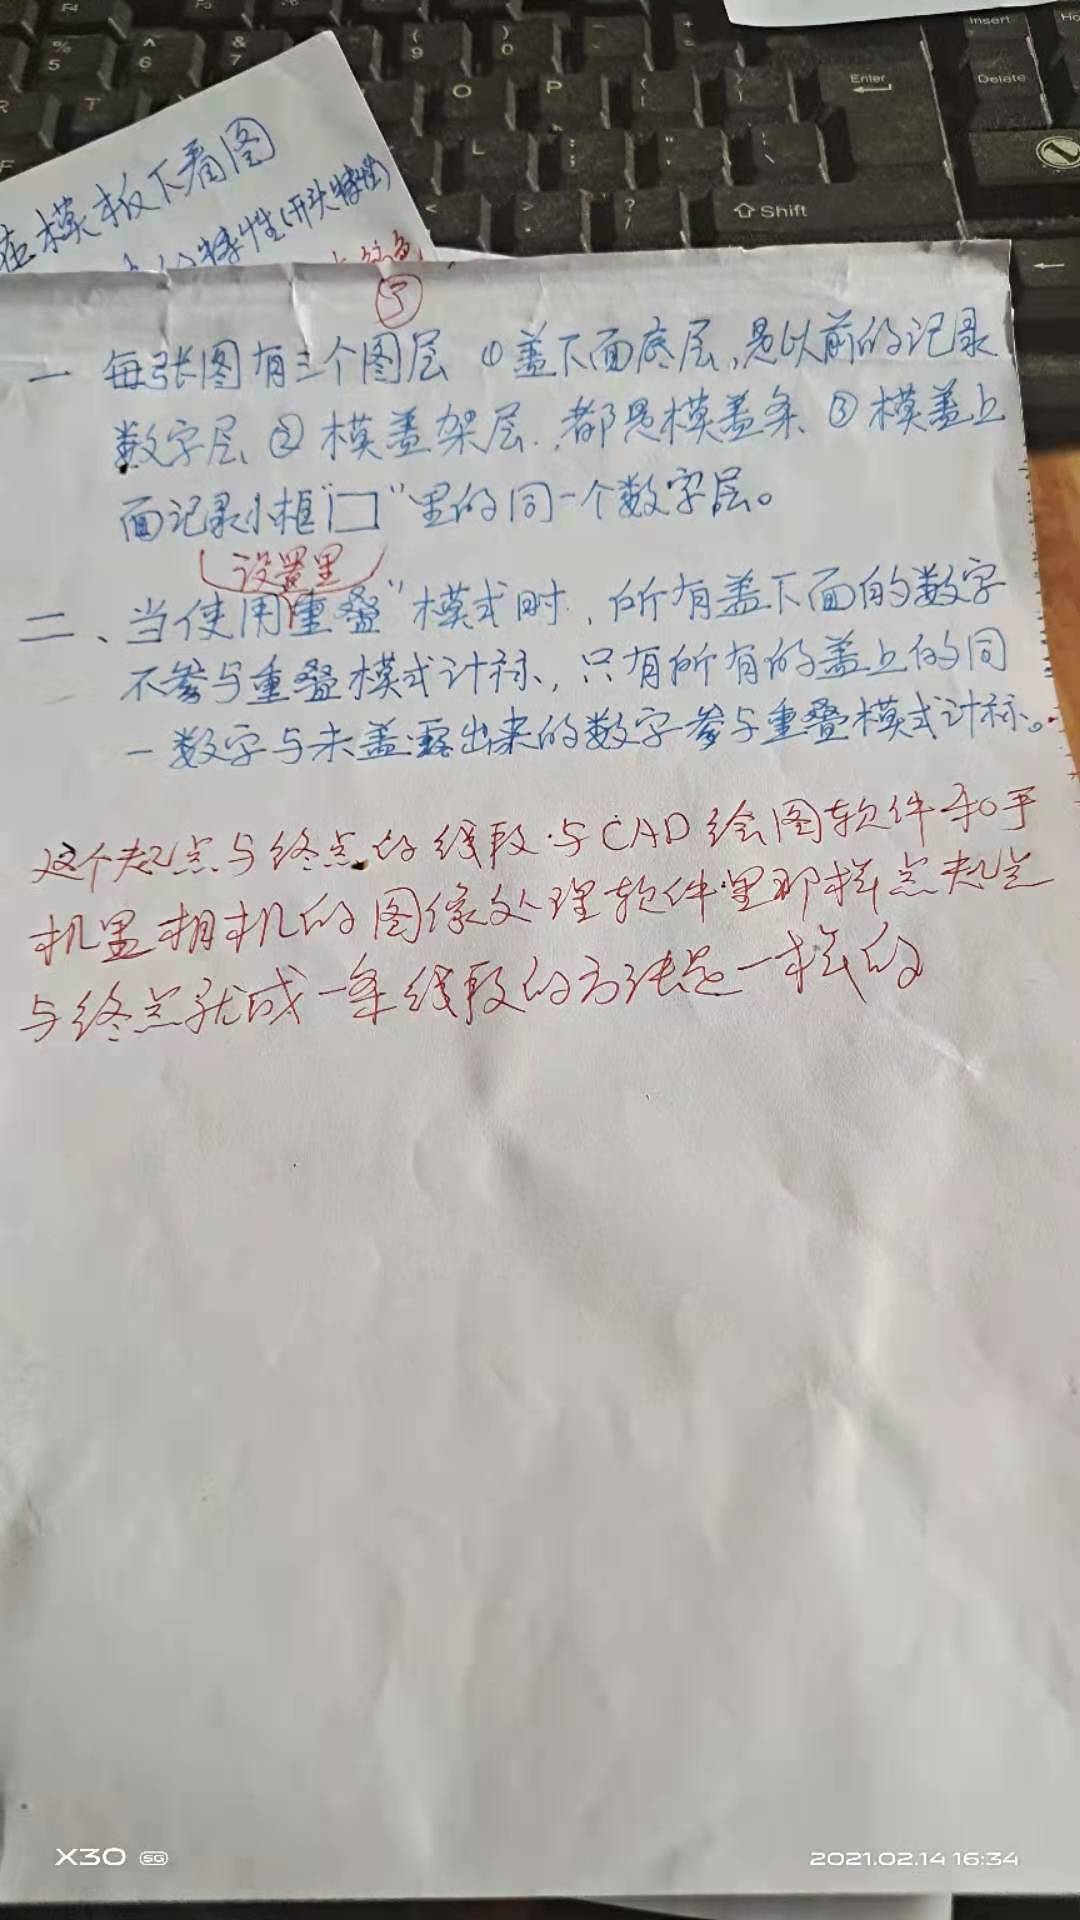 F4
%
5
^
6
&
7
(
9
)
0
R
T
O
P
L
Enter
Insert
Delete
Shift
?
/
在模板下看图
特性(开头特性)
5
一 每张图有三个图层 ①盖下面底层,是以前的记录
数字层 ② 模盖架层.都是模盖条 ③模盖上
面记录小框"口"里的同一个数字层。
设置里
二、当使用重叠"模式时,所有盖下面的数字
不参与重叠模式计标,只有所有的盖上的同
一数字与未盖露出来的数字参与重叠模式计标。
这个起点与终点的线段与CAD绘图软件和手
机里相机的图像处理软件里那样点起点
与终点就成一条线段的方法是一样的
X30 5G
2021.02.14 16:34